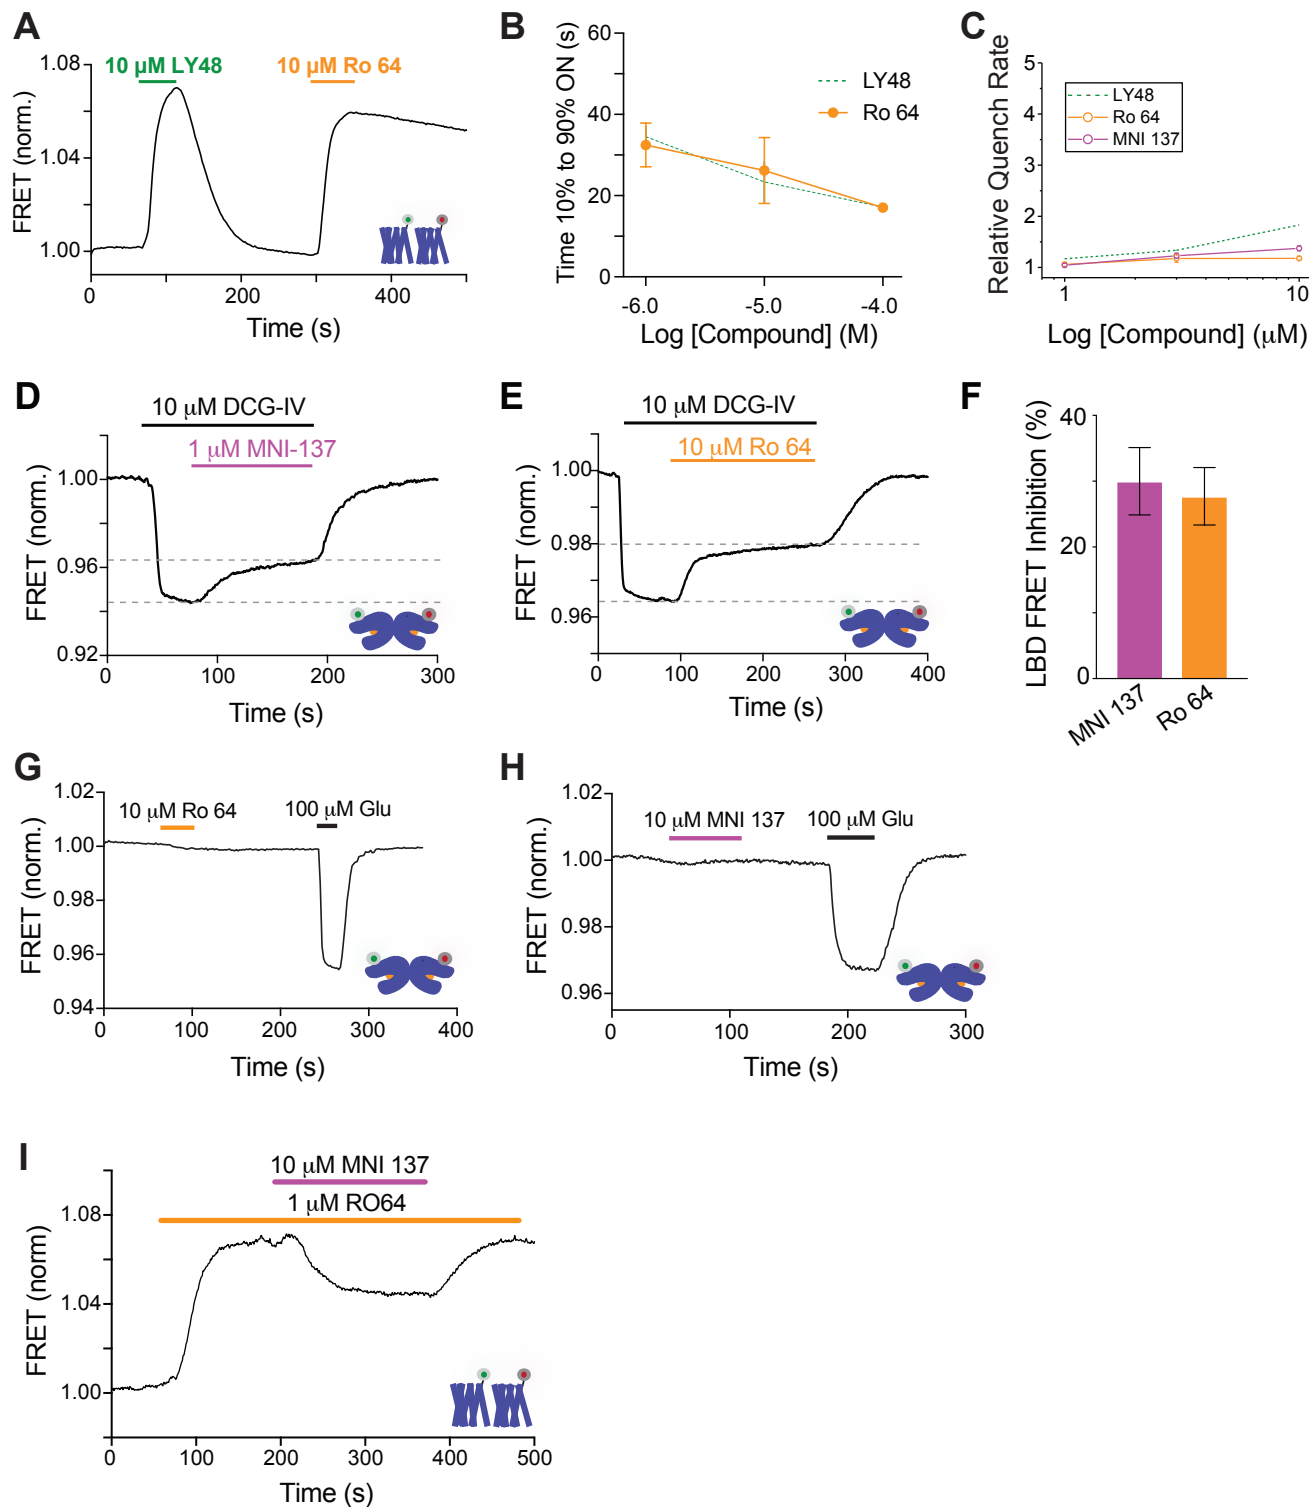 A
10 µM LY48
10 µM Ro 64
1.08
1.04
1.00
FRET (norm.)
0
200
400
Time (s)
B
Time 10% to 90% ON (s)
60
40
20
0
LY48
Ro 64
-6.0
-5.0
-4.0
Log [Compound] (M)
C
Relative Quench Rate
5
4
3
2
1
LY48
Ro 64
MNI 137
1
10
Log [Compound] (µM)
D
10 µM DCG-IV
1 µM MNI-137
1.00
0.96
0.92
FRET (norm.)
0
100
200
300
Time (s)
E
10 µM DCG-IV
10 µM Ro 64
1.00
0.98
0.96
FRET (norm.)
0
100
200
300
400
Time (s)
F
LBD FRET Inhibition (%)
40
20
0
MNI 137
Ro 64
G
1.02
1.00
0.98
0.96
0.94
FRET (norm.)
10 µM Ro 64
100 µM Glu
0
100
200
300
400
Time (s)
H
1.02
1.00
0.98
0.96
FRET (norm.)
10 µM MNI 137
100 µM Glu
0
100
200
300
Time (s)
I
10 µM MNI 137
1 µM RO64
1.08
1.04
1.00
FRET (norm)
0
100
200
300
400
500
Time (s)